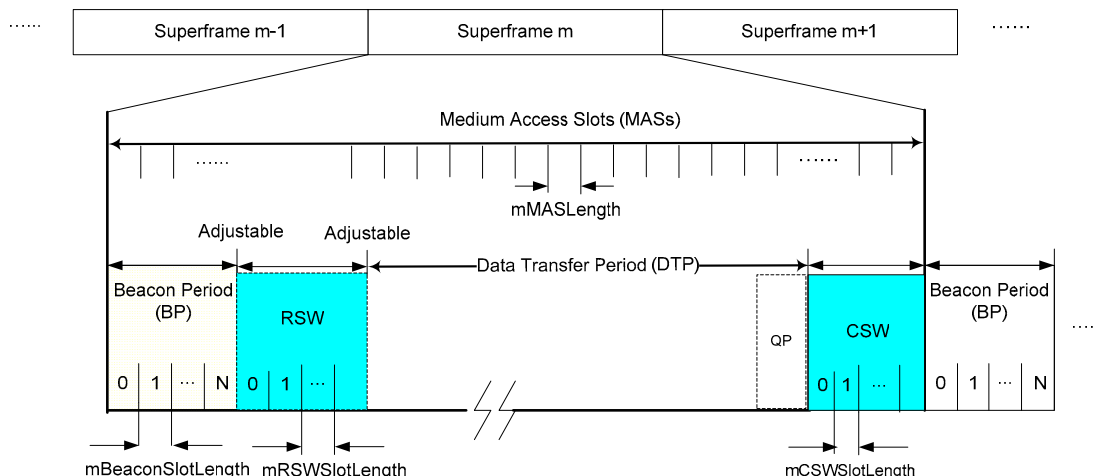 ...... Superframe m-1 Superframe m Superframe m+1 ......
Medium Access Slots (MASs)
...... ......
mMASLength
Adjustable Adjustable
Data Transfer Period (DTP)
Beacon Period (BP) RSW QP CSW Beacon Period (BP)
....
0 1 ... N 0 1 ... 0 1 ... 0 1 ... N
mBeaconSlotLength mRSWSlotLength mCSWSlotLength